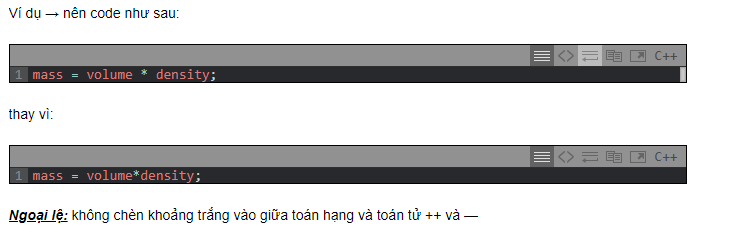 Ví dụ → nên code như sau:
C++
1 mass = volume * density;
thay vì:
C++
1 mass = volume*density;
Ngoại lệ: không chèn khoảng trắng vào giữa toán hạng và toán tử ++ và —